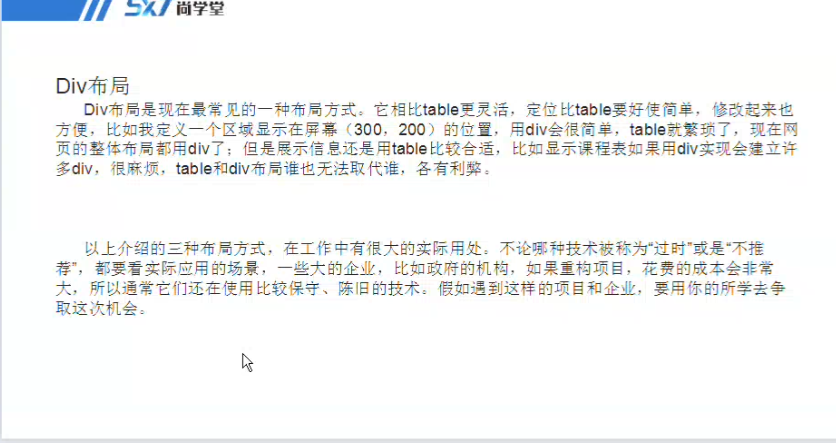 SXT 尚学堂
Div布局
Div布局是现在最常见的一种布局方式。它相比table更灵活，定位比table要好使简单，修改起来也
方便，比如我定义一个区域显示在屏幕（300，200）的位置，用div会很简单，table就繁琐了，现在网
页的整体布局都用div了；但是展示信息还是用table比较合适，比如显示课程表如果用div实现会建立许
多div，很麻烦，table和div布局谁也无法取代谁，各有利弊。
以上介绍的三种布局方式，在工作中有很大的实际用处。不论哪种技术被称为“过时”或是“不推
荐”，都要看实际应用的场景，一些大的企业，比如政府的机构，如果重构项目，花费的成本会非常
大，所以通常它们还在使用比较保守、陈旧的技术。假如遇到这样的项目和企业，要用你的所学去争
取这次机会。